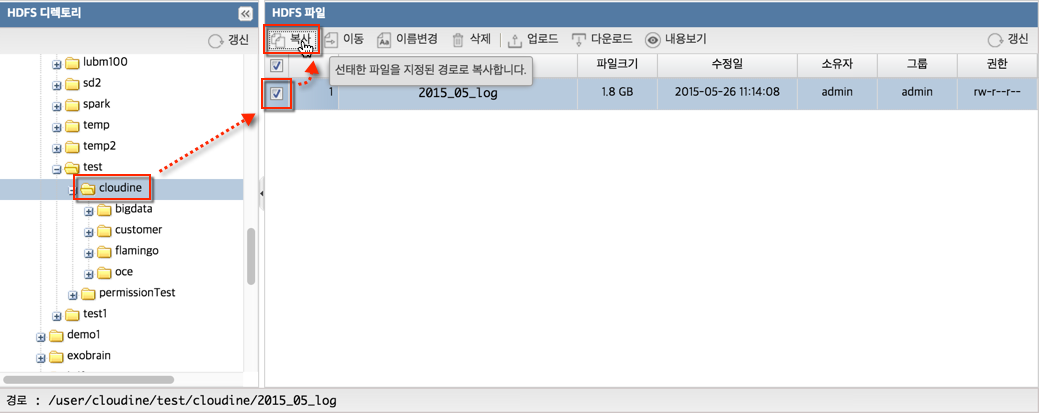 HDFS 디렉토리
갱신
lubm100
sd2
spark
temp
temp2
test
cloudine
bigdata
customer
flamingo
oce
permissionTest
test1
demo1
exobrain
HDFS 파일
복사 이동 이름변경 삭제 업로드 다운로드 내용보기 갱신
선택한 파일을 지정된 경로로 복사합니다.
파일크기 수정일 소유자 그룹 권한
1 2015_05_log 1.8 GB 2015-05-26 11:14:08 admin admin rw-r--r--
경로 : /user/cloudine/test/cloudine/2015_05_log